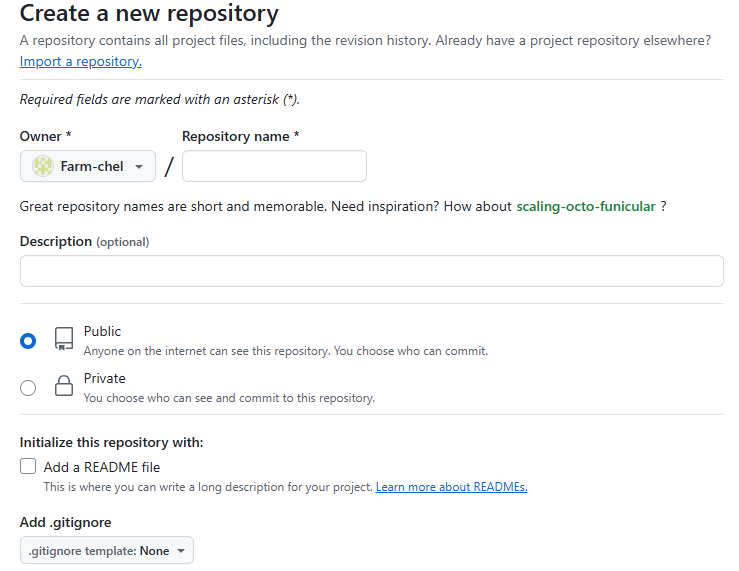 Create a new repository
A repository contains all project files, including the revision history. Already have a project repository elsewhere?
Import a repository.
Required fields are marked with an asterisk (*).
Owner * Repository name *
Farm-chel /
Great repository names are short and memorable. Need inspiration? How about scaling-octo-funicular ?
Description (optional)
Public
Anyone on the internet can see this repository. You choose who can commit.
Private
You choose who can see and commit to this repository.
Initialize this repository with:
Add a README file
This is where you can write a long description for your project. Learn more about READMEs.
Add .gitignore
.gitignore template: None